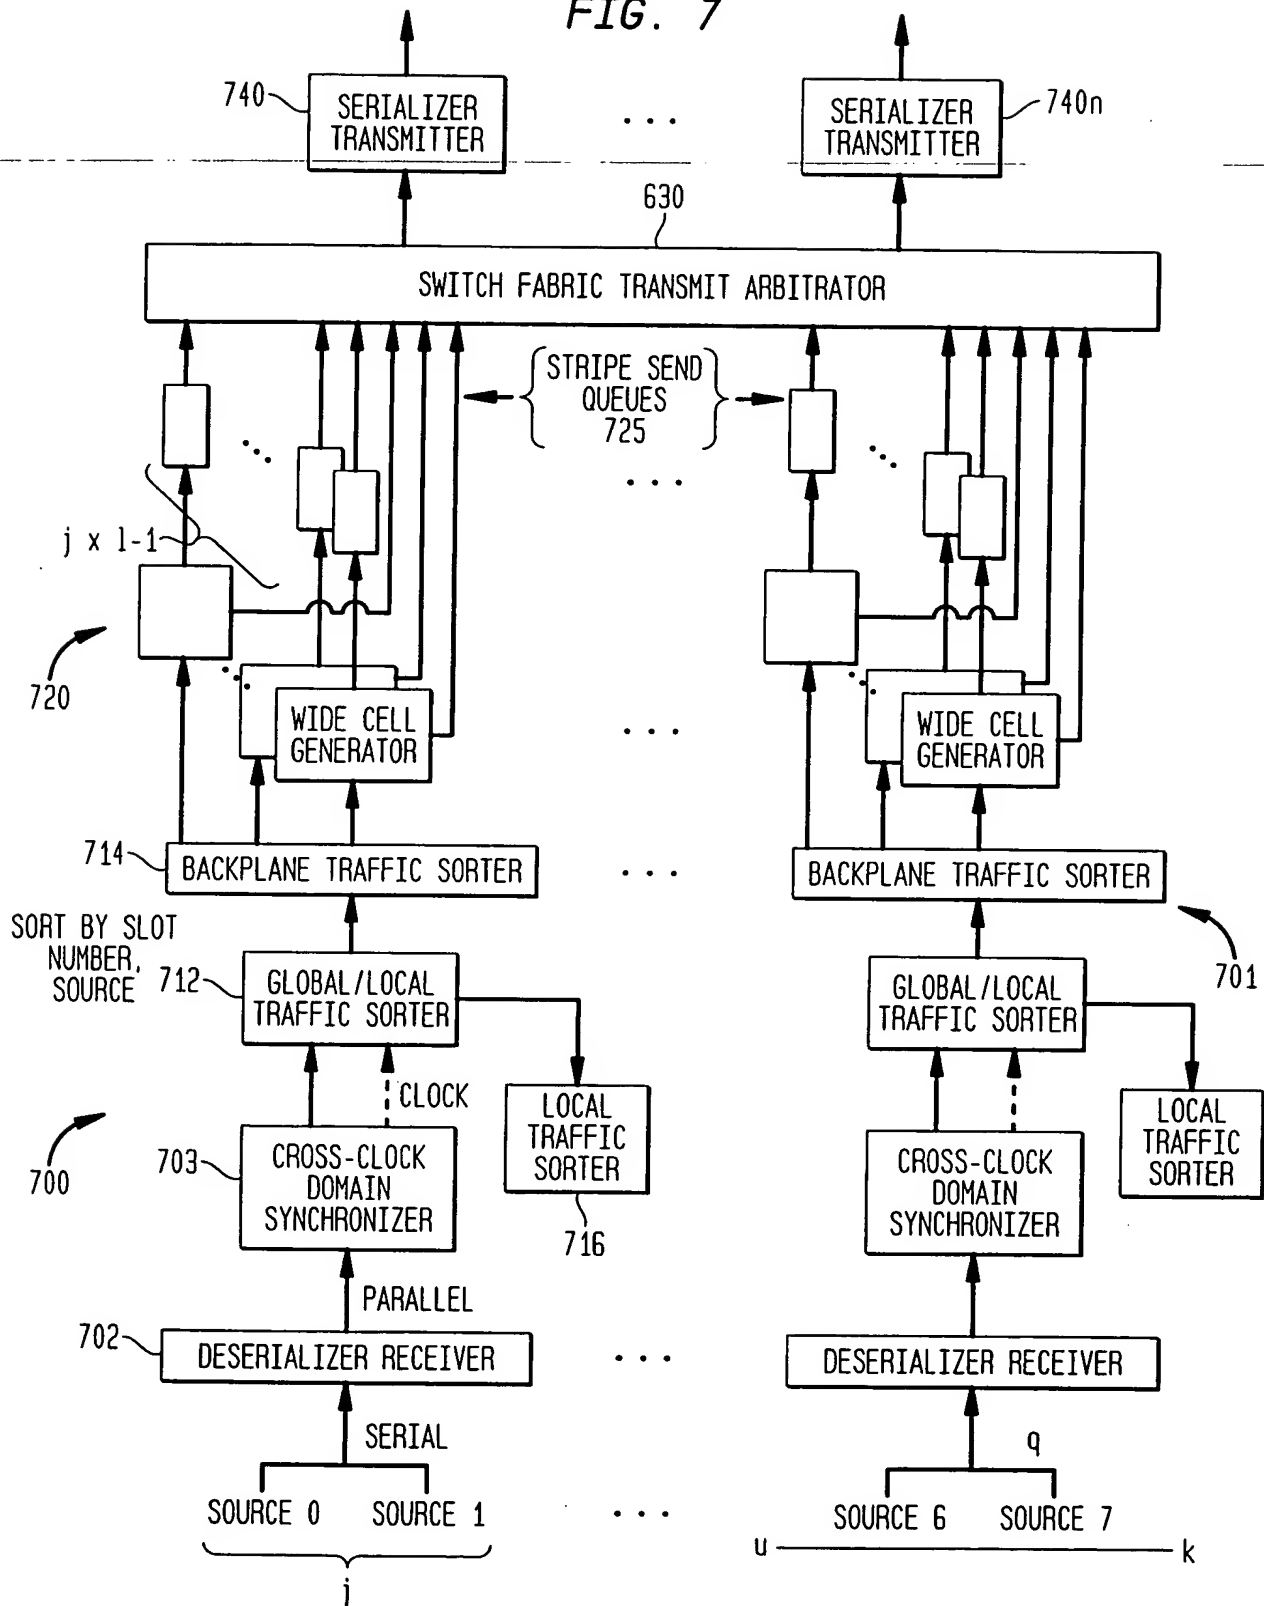 FIG. 7
740
SERIALIZER
TRANSMITTER
. . .
SERIALIZER
TRANSMITTER
740n
630
SWITCH FABRIC TRANSMIT ARBITRATOR
STRIPE SEND
QUEUES
725
. . .
j x l-1
720
WIDE CELL
GENERATOR
. . .
WIDE CELL
GENERATOR
714
BACKPLANE TRAFFIC SORTER
. . .
BACKPLANE TRAFFIC SORTER
SORT BY SLOT
NUMBER,
SOURCE
712
GLOBAL/LOCAL
TRAFFIC SORTER
GLOBAL/LOCAL
TRAFFIC SORTER
701
CLOCK
LOCAL
TRAFFIC
SORTER
716
LOCAL
TRAFFIC
SORTER
700
703
CROSS-CLOCK
DOMAIN
SYNCHRONIZER
CROSS-CLOCK
DOMAIN
SYNCHRONIZER
PARALLEL
702
DESERIALIZER RECEIVER
. . .
DESERIALIZER RECEIVER
SERIAL
q
SOURCE 0
SOURCE 1
. . .
SOURCE 6
SOURCE 7
j
u
k